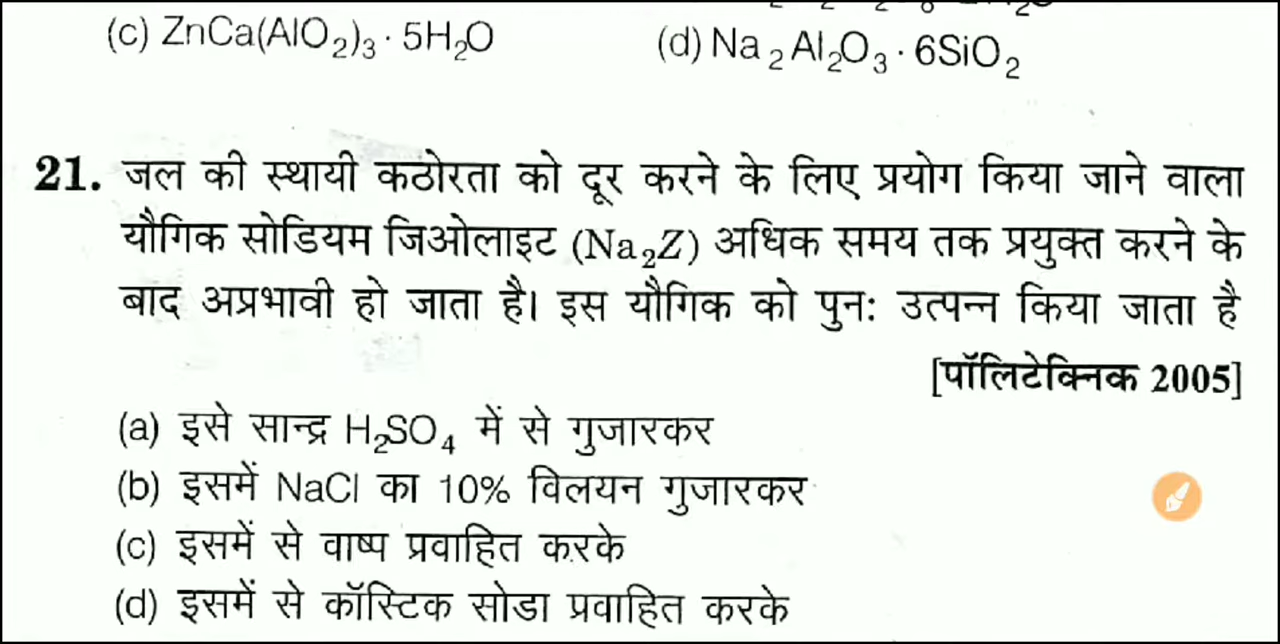 (c) ZnCa(AlO₂)₃ · 5H₂O (d) Na₂Al₂O₃ · 6SiO₂
21. जल की स्थायी कठोरता को दूर करने के लिए प्रयोग किया जाने वाला
यौगिक सोडियम जिओलाइट (Na₂Z) अधिक समय तक प्रयुक्त करने के
बाद अप्रभावी हो जाता है। इस यौगिक को पुन: उत्पन्न किया जाता है
[पॉलिटेक्निक 2005]
(a) इसे सान्द्र H₂SO₄ में से गुजारकर
(b) इसमें NaCl का 10% विलयन गुजारकर
(c) इसमें से वाष्प प्रवाहित करके
(d) इसमें से कॉस्टिक सोडा प्रवाहित करके